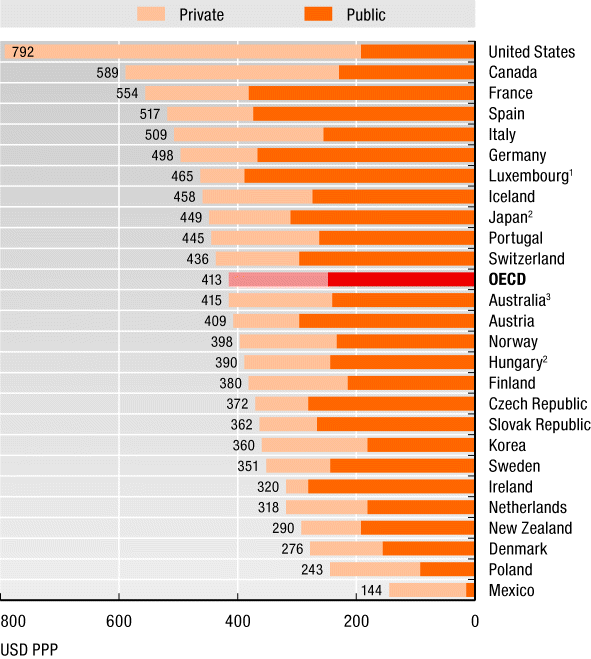 Private Public
792 United States
589 Canada
554 France
517 Spain
509 Italy
498 Germany
465 Luxembourg¹
458 Iceland
449 Japan²
445 Portugal
436 Switzerland
413 OECD
415 Australia³
409 Austria
398 Norway
390 Hungary²
380 Finland
372 Czech Republic
362 Slovak Republic
360 Korea
351 Sweden
320 Ireland
318 Netherlands
290 New Zealand
276 Denmark
243 Poland
144 Mexico
800 600 400 200 0
USD PPP